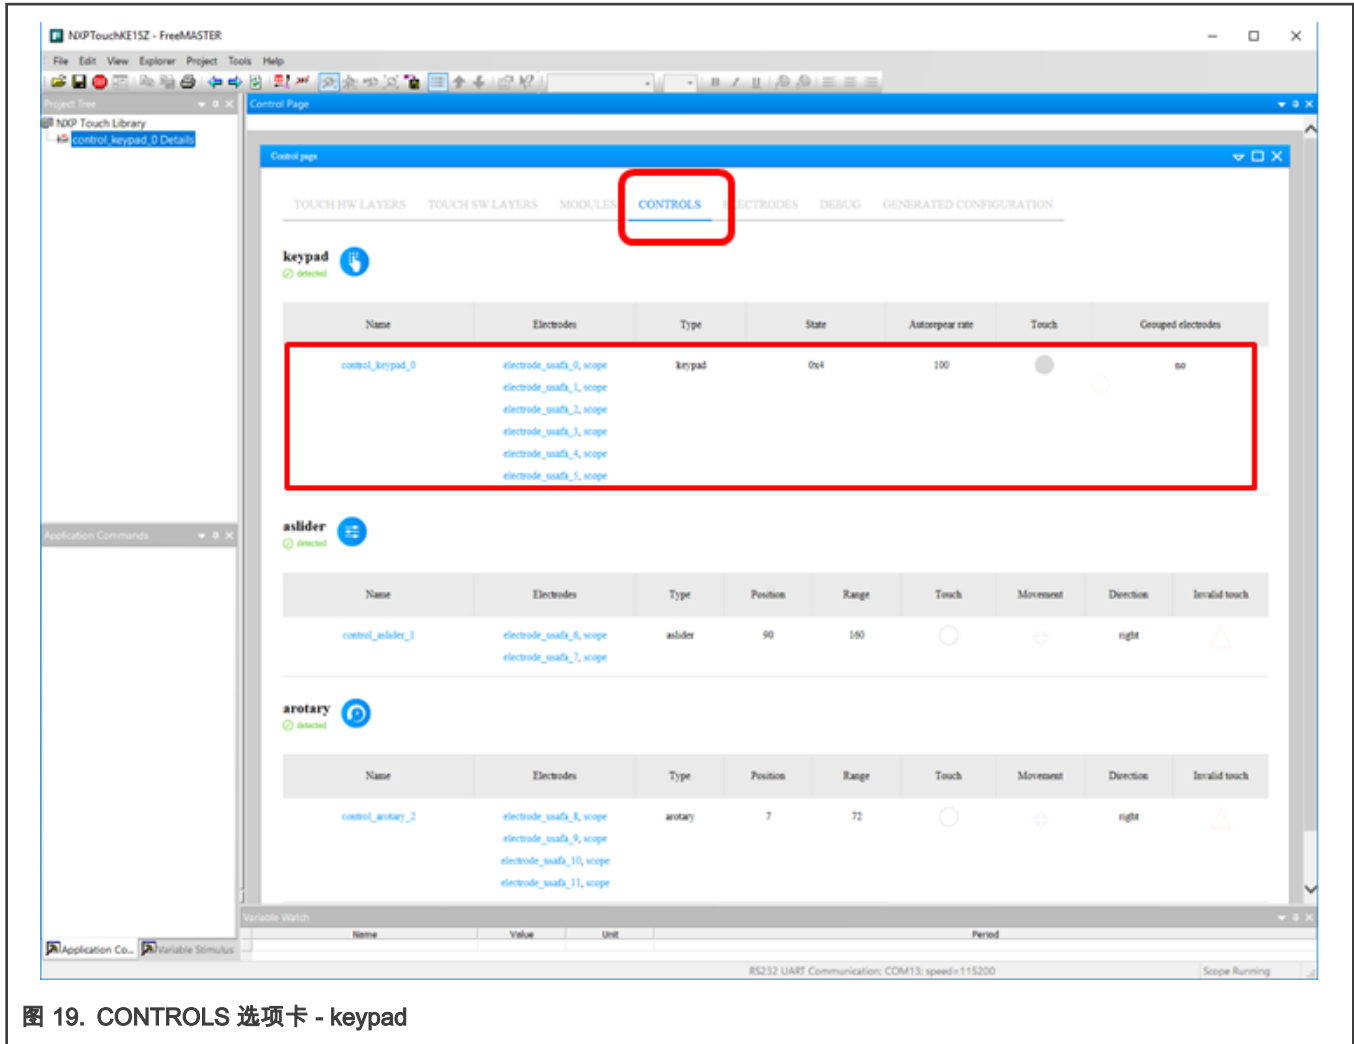 NXPTouchKE15Z - FreeMASTER
File Edit View Explorer Project Tools Help
Project Tree
Control Page
NXP Touch Library
control_keypad_0 Details
Control page
TOUCH HW LAYERS TOUCH SW LAYERS MODULES CONTROLS ELECTRODES DEBUG GENERATED CONFIGURATION
keypad
detected
Name Electrodes Type State Autorepear rate Touch Grouped electrodes
control_keypad_0 electrode_usafa_0, scope keypad 0x4 100 no
electrode_usafa_1, scope
electrode_usafa_2, scope
electrode_usafa_3, scope
electrode_usafa_4, scope
electrode_usafa_5, scope
aslider
detected
Application Commands
Name Electrodes Type Position Range Touch Movement Direction Invalid touch
control_aslider_1 electrode_usafa_6, scope aslider 90 160 right
electrode_usafa_7, scope
arotary
detected
Name Electrodes Type Position Range Touch Movement Direction Invalid touch
control_arotary_2 electrode_usafa_8, scope arotary 7 72 right
electrode_usafa_9, scope
electrode_usafa_10, scope
electrode_usafa_11, scope
Variable Watch
Name Value Unit Period
Application Co... Variable Stimulus
RS232 UART Communication; COM13; speed=115200 Scope Running
图 19. CONTROLS 选项卡 - keypad